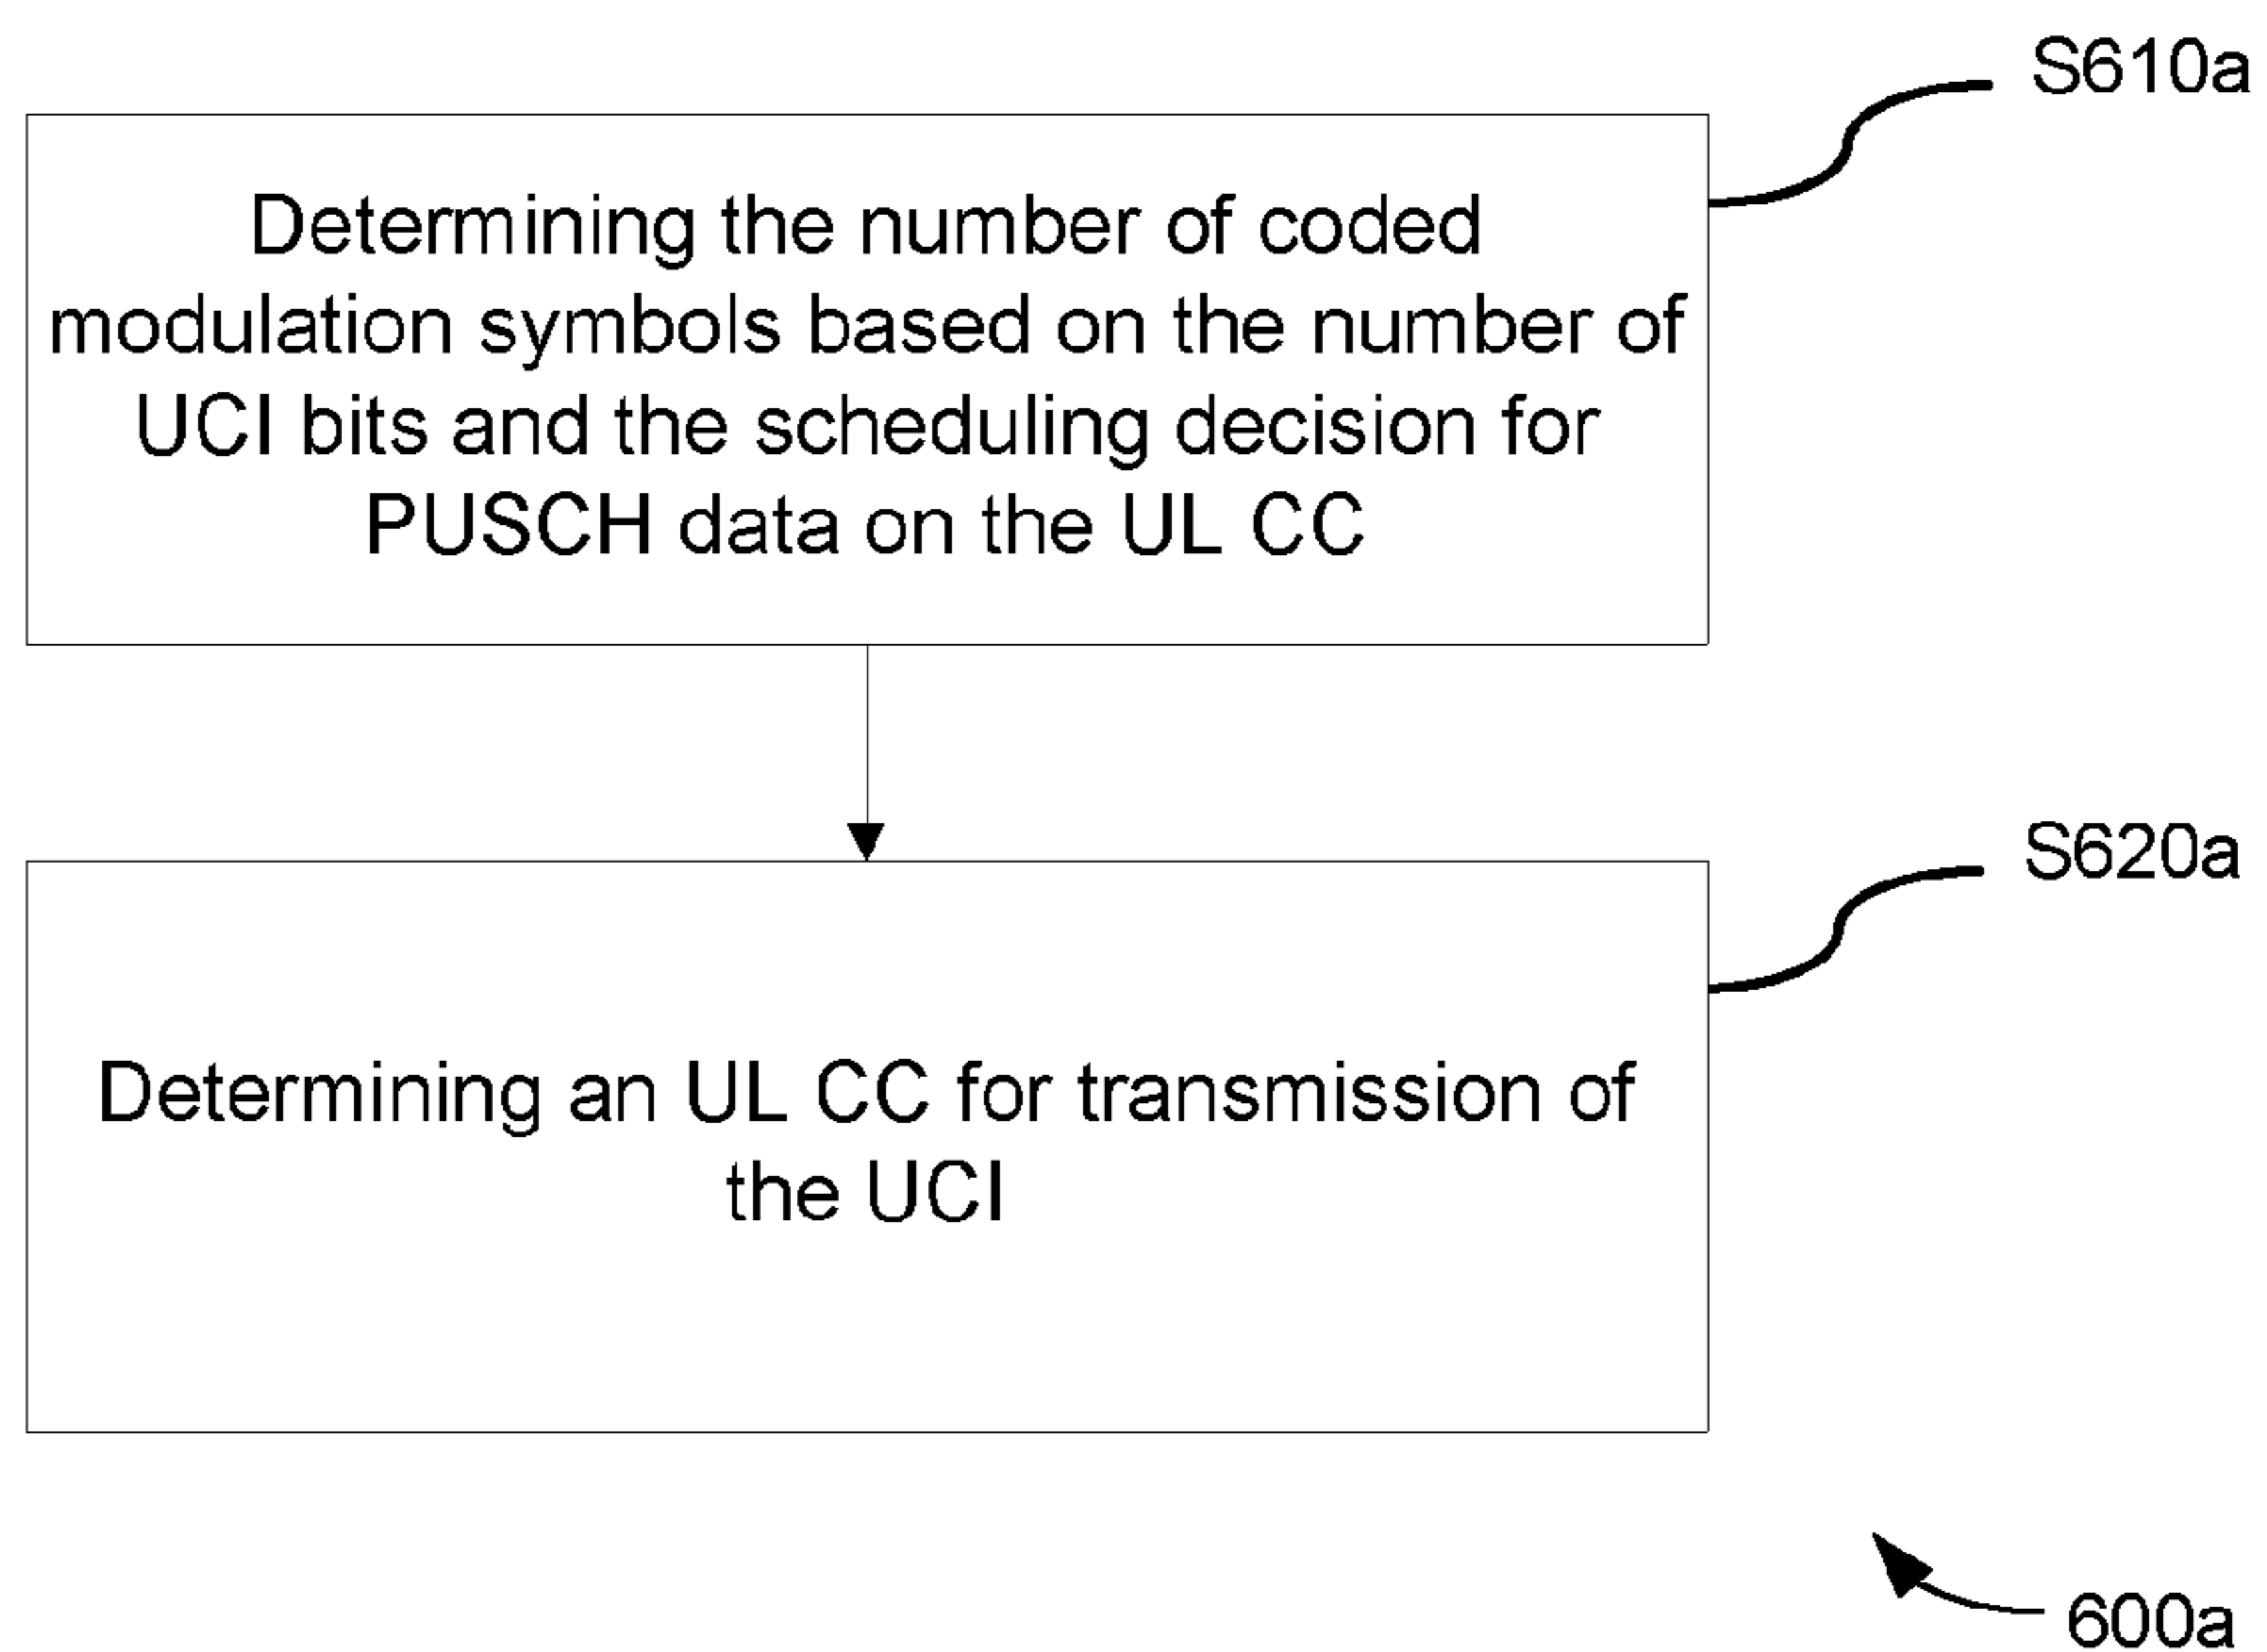 S610a
Determining the number of coded
modulation symbols based on the number of
UCI bits and the scheduling decision for
PUSCH data on the UL CC
S620a
Determining an UL CC for transmission of
the UCI
600a